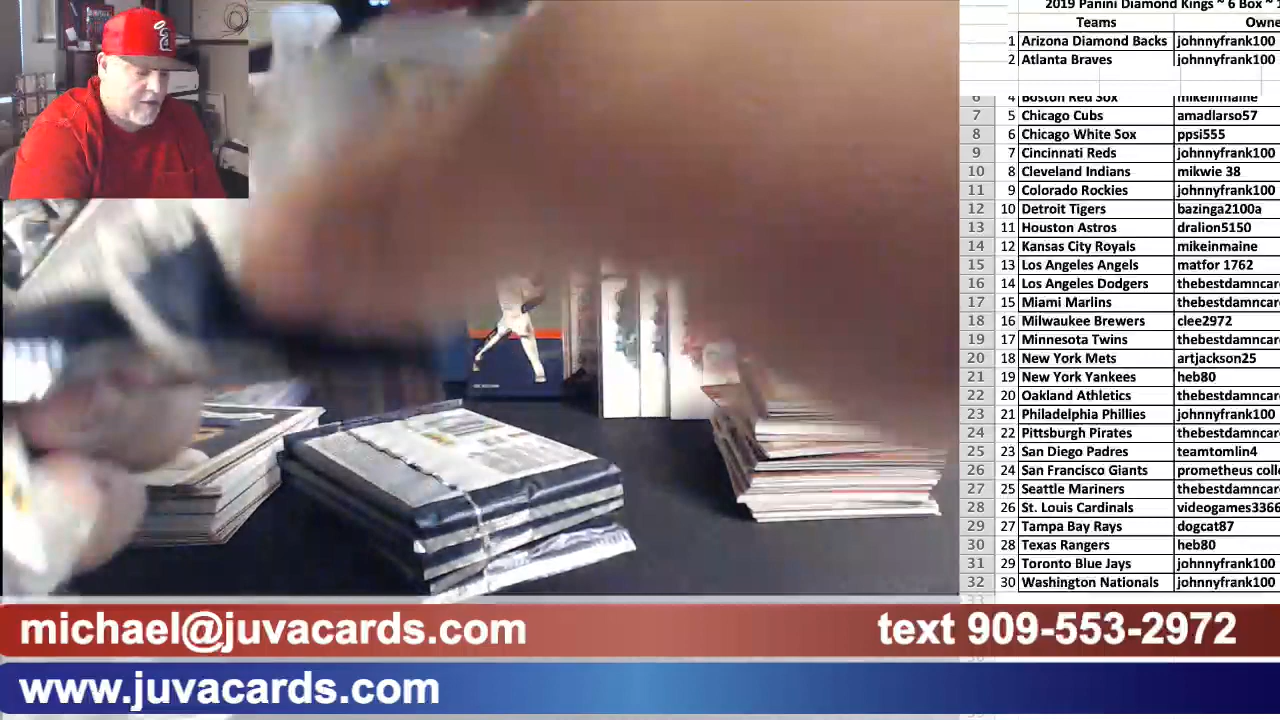 2019 Panini Diamond Kings ~ 6 Box ~ 1
Teams Owne
1 Arizona Diamond Backs johnnyfrank100
2 Atlanta Braves johnnyfrank100
6 4 Boston Red Sox mikeinmaine
7 5 Chicago Cubs amadlarso57
8 6 Chicago White Sox ppsi555
9 7 Cincinnati Reds johnnyfrank100
10 8 Cleveland Indians mikwie 38
11 9 Colorado Rockies johnnyfrank100
12 10 Detroit Tigers bazinga2100a
13 11 Houston Astros dralion5150
14 12 Kansas City Royals mikeinmaine
15 13 Los Angeles Angels matfor 1762
16 14 Los Angeles Dodgers thebestdamncar
17 15 Miami Marlins thebestdamncar
18 16 Milwaukee Brewers clee2972
19 17 Minnesota Twins thebestdamncar
20 18 New York Mets artjackson25
21 19 New York Yankees heb80
22 20 Oakland Athletics thebestdamncar
23 21 Philadelphia Phillies johnnyfrank100
24 22 Pittsburgh Pirates thebestdamncar
25 23 San Diego Padres teamtomlin4
26 24 San Francisco Giants prometheus colle
27 25 Seattle Mariners thebestdamncar
28 26 St. Louis Cardinals videogames3366
29 27 Tampa Bay Rays dogcat87
30 28 Texas Rangers heb80
31 29 Toronto Blue Jays johnnyfrank100
32 30 Washington Nationals johnnyfrank100
michael@juvacards.com text 909-553-2972
www.juvacards.com